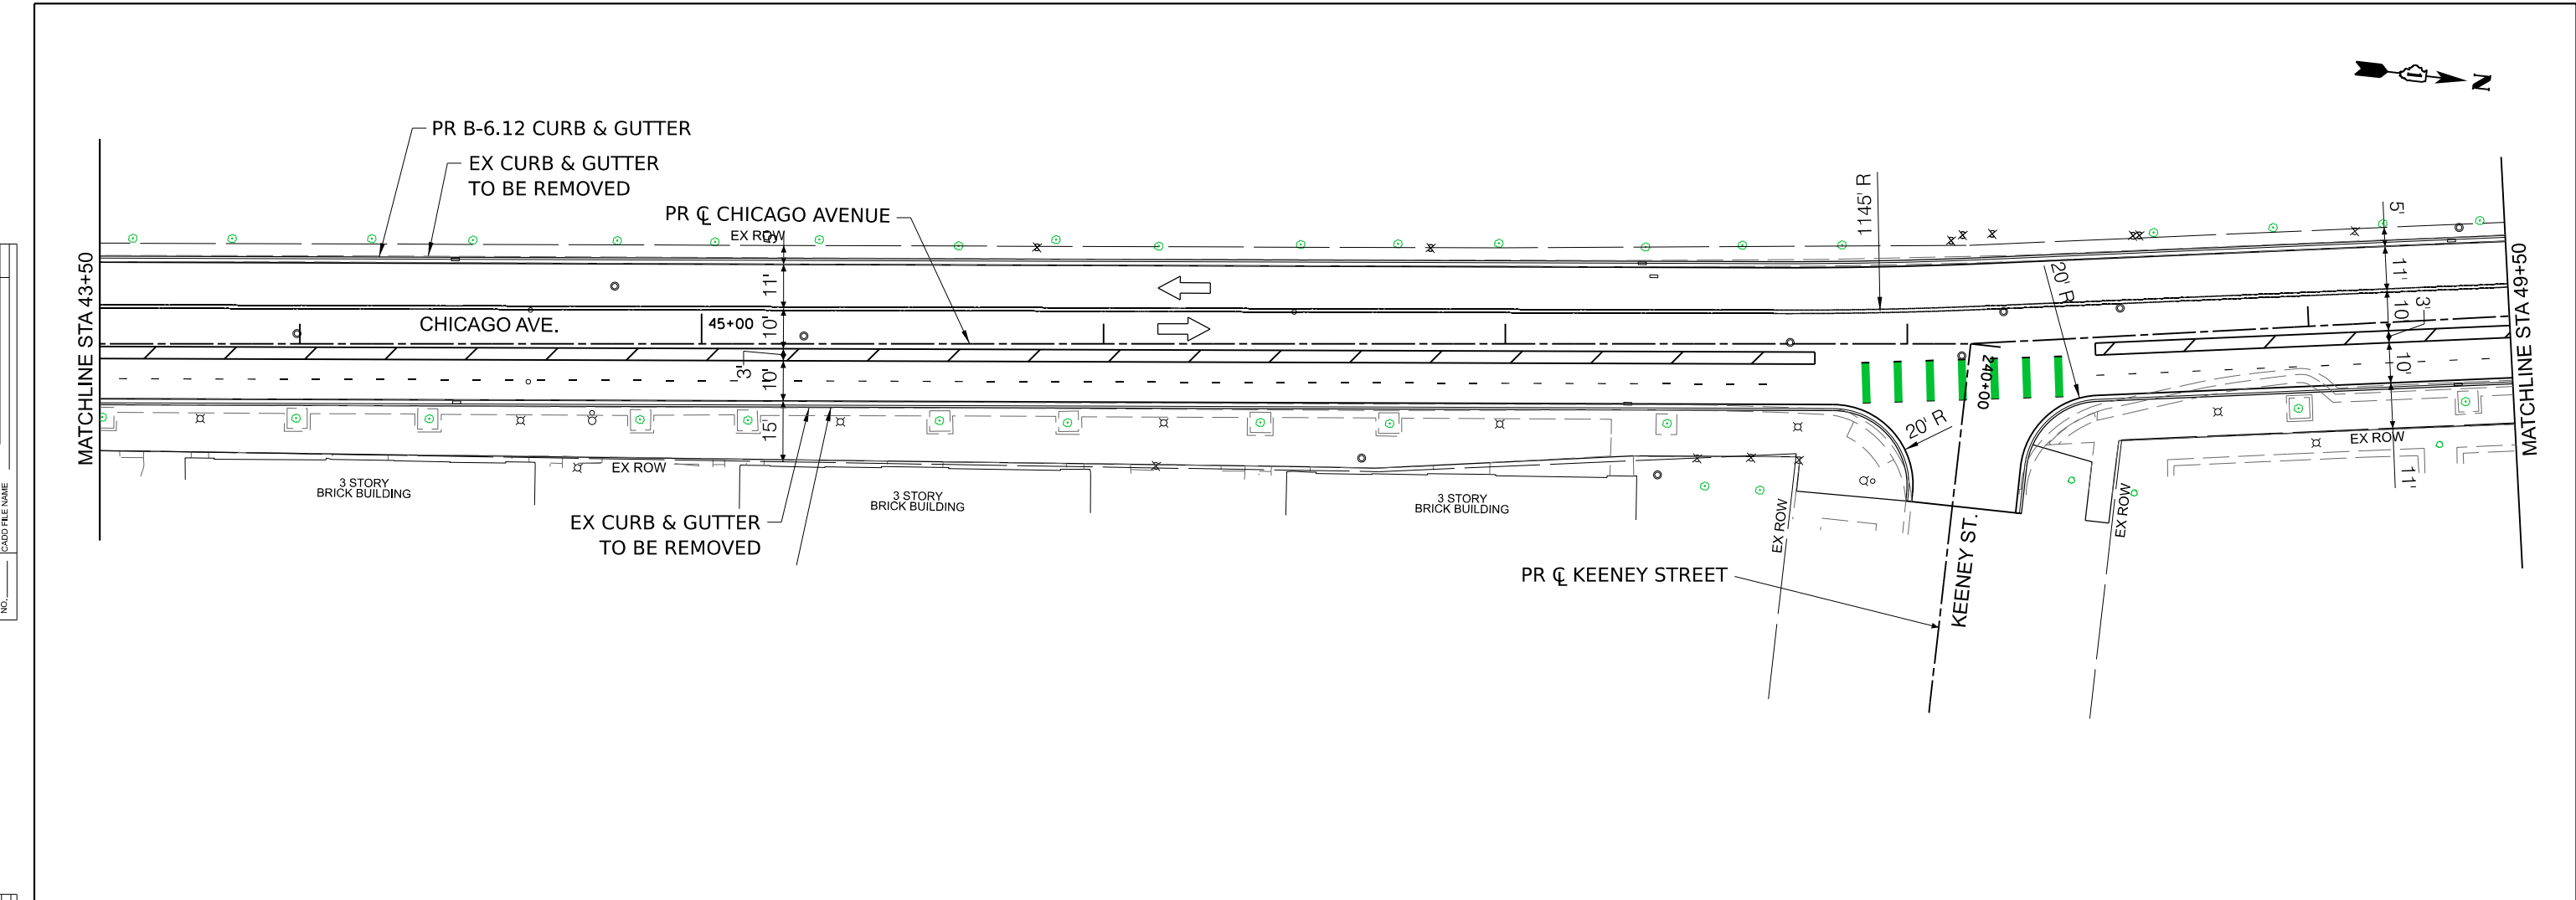 N
1
PR B-6.12 CURB & GUTTER
EX CURB & GUTTER
TO BE REMOVED
PR ℄ CHICAGO AVENUE
EX ROW
5'
1145' R
5'
MATCHLINE STA 43+50
11'
20' R
11'
MATCHLINE STA 49+50
CHICAGO AVE.
45+00
10'
10'
3'
3'
10'
240+00
10'
15'
20' R
EX ROW
11'
3 STORY
BRICK BUILDING
EX ROW
3 STORY
BRICK BUILDING
3 STORY
BRICK BUILDING
EX CURB & GUTTER
TO BE REMOVED
EX ROW
EX ROW
KEENEY ST.
PR ℄ KEENEY STREET
CADD FILE NAME
NO.